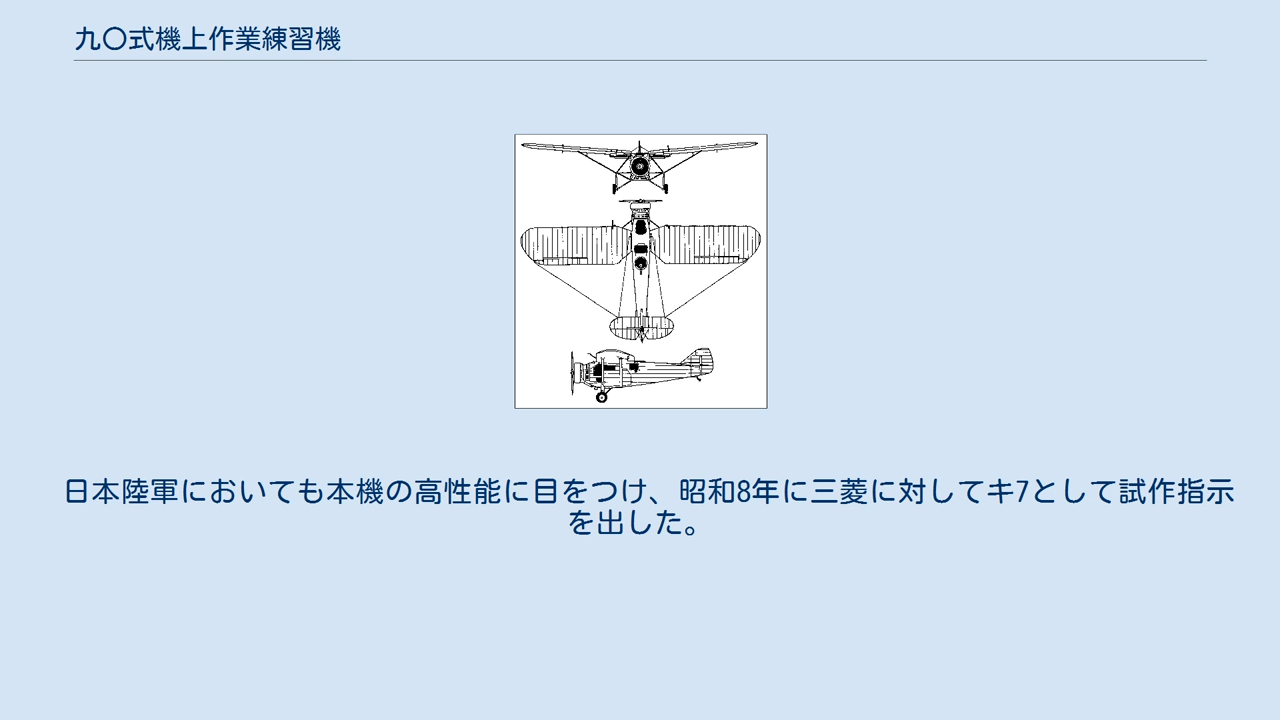 九〇式機上作業練習機
日本陸軍においても本機の高性能に目をつけ、昭和8年に三菱に対してキ7として試作指示
を出した。